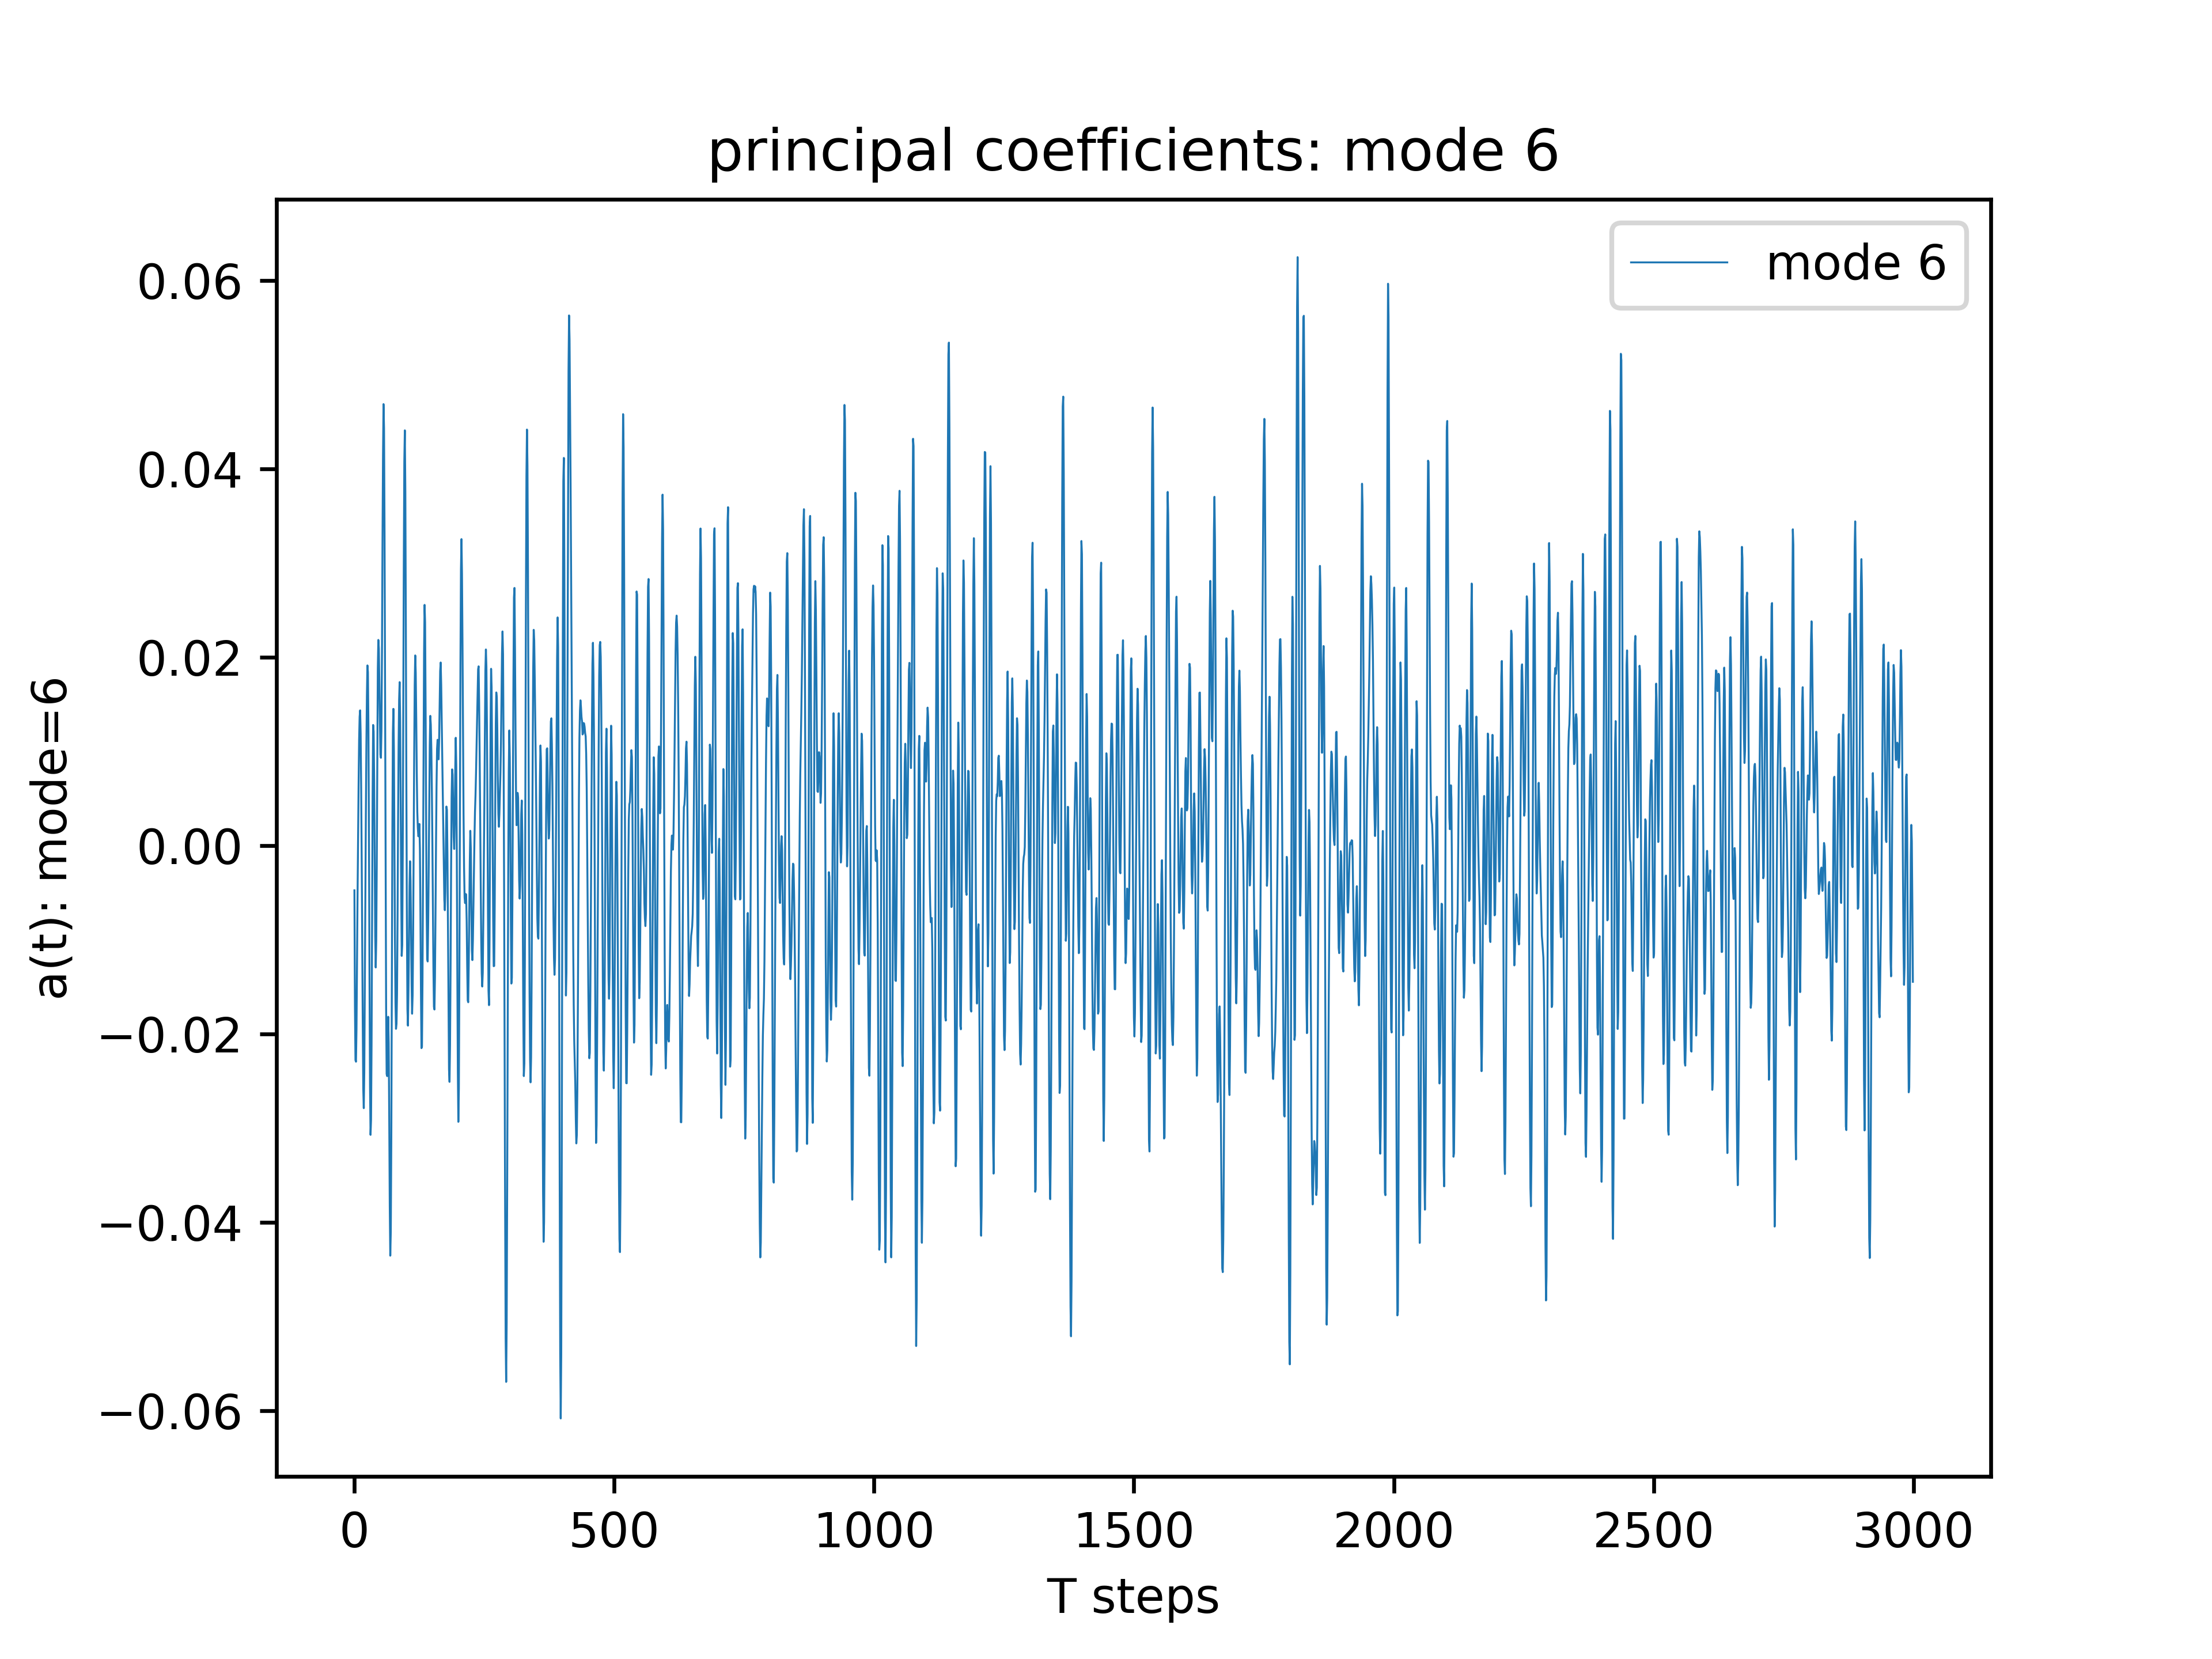 principal coefficients: mode 6
mode 6
0.06
0.04
0.02
0.00
−0.02
−0.04
−0.06
a(t): mode=6
0 500 1000 1500 2000 2500 3000
T steps